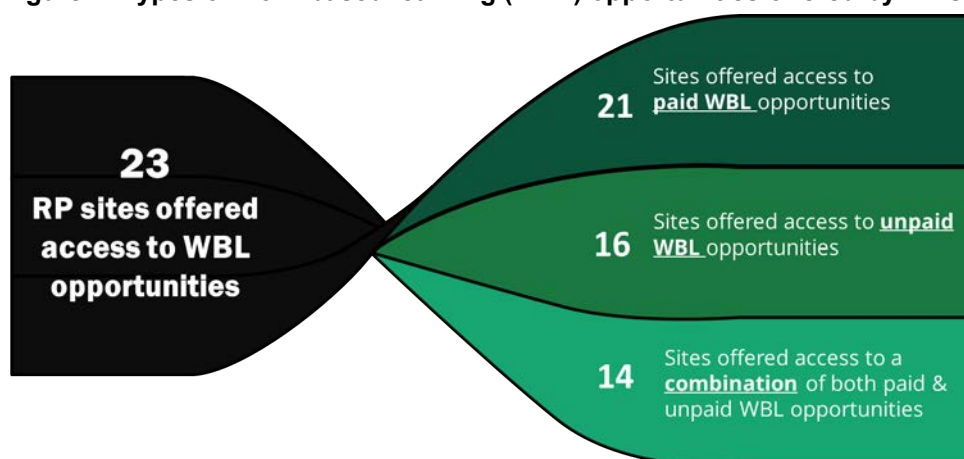 23
RP sites offered
access to WBL
opportunities
21
Sites offered access to
paid WBL opportunities
16
Sites offered access to unpaid
WBL opportunities
14
Sites offered access to a
combination of both paid &
unpaid WBL opportunities